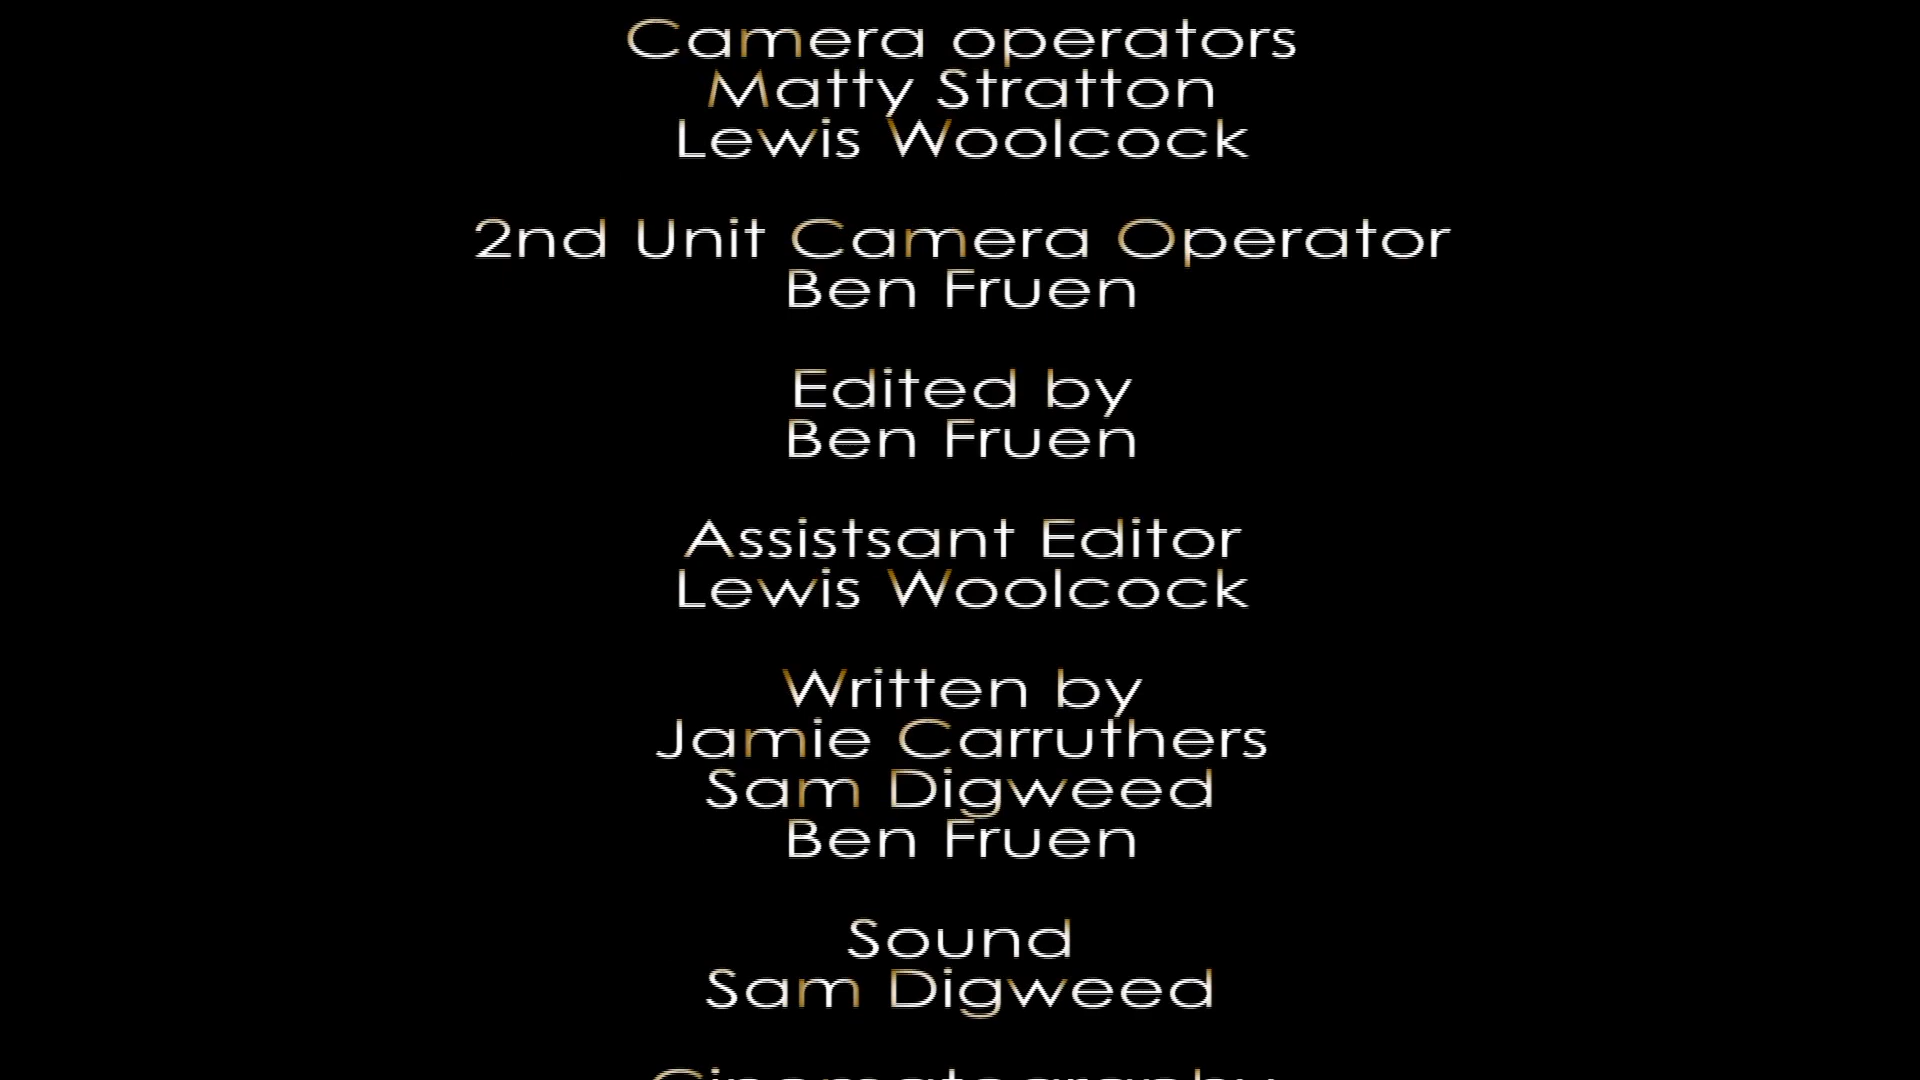 Camera operators
Matty Stratton
Lewis Woolcock
2nd Unit Camera Operator
Ben Fruen
Edited by
Ben Fruen
Assistsant Editor
Lewis Woolcock
Written by
Jamie Carruthers
Sam Digweed
Ben Fruen
Sound
Sam Digweed